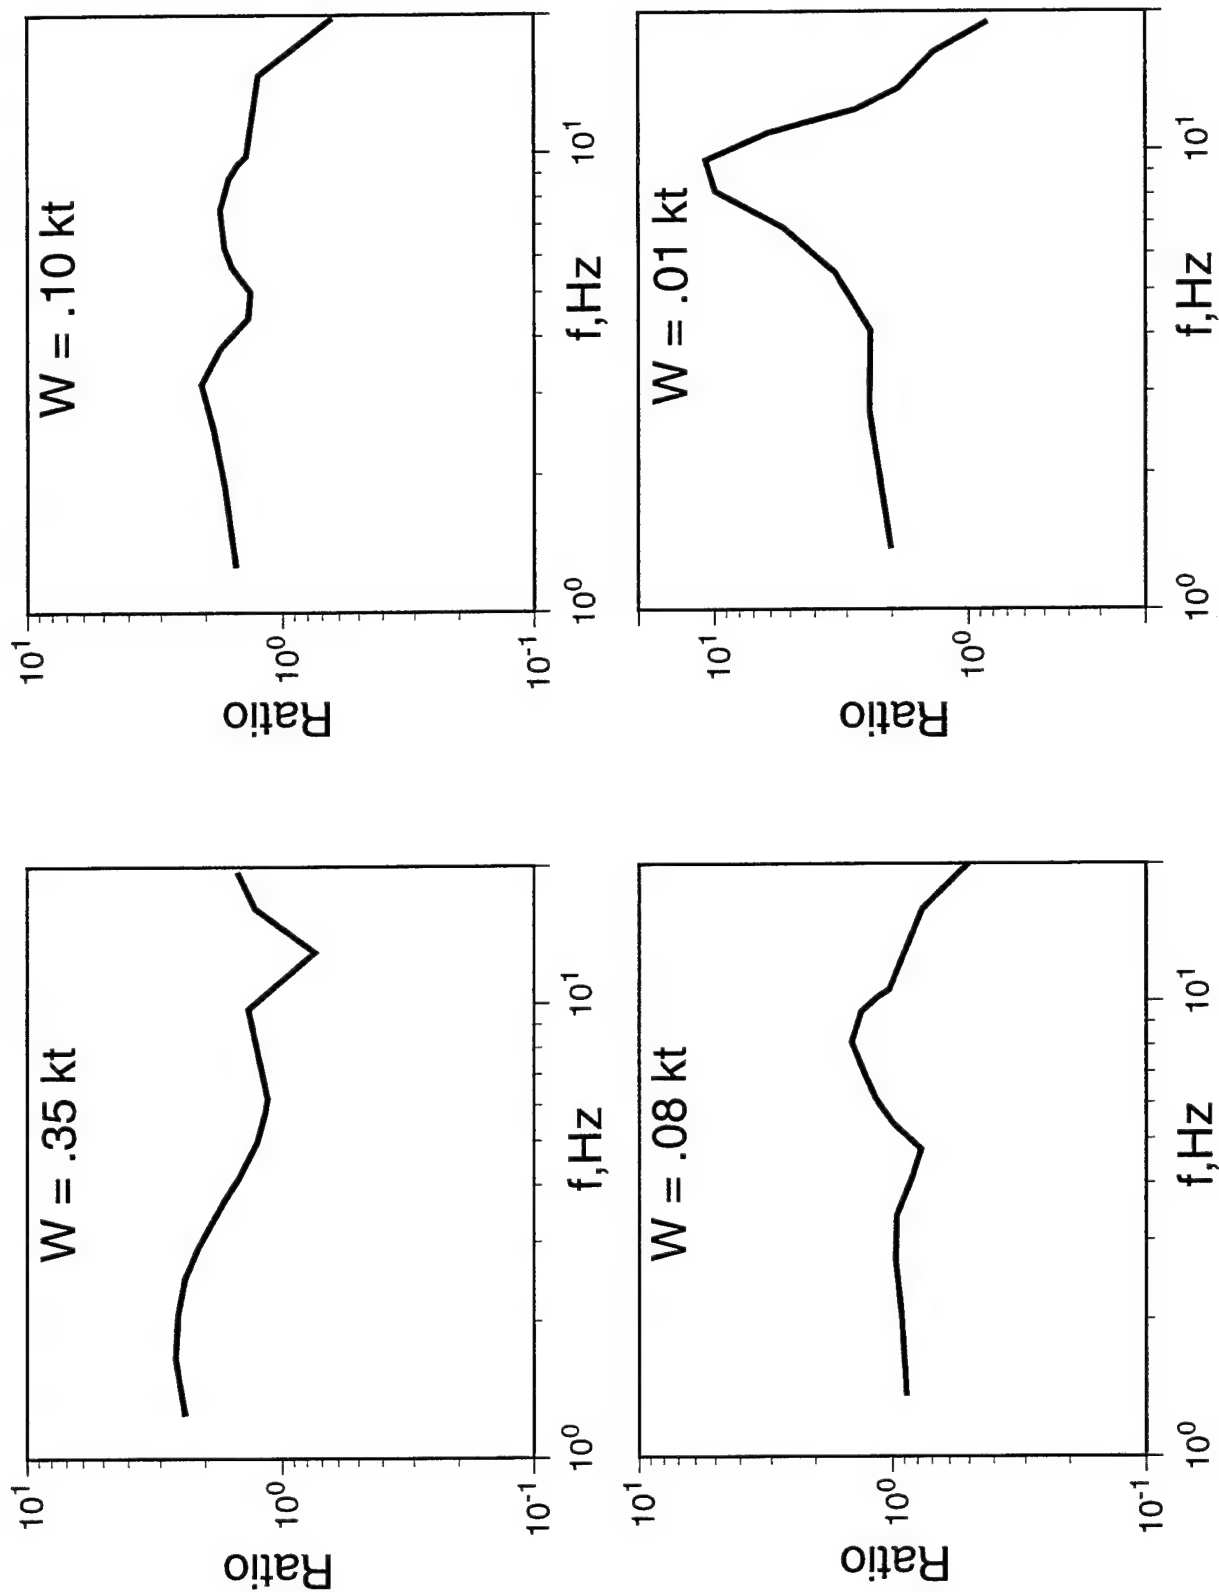 W = .35 kt
10¹
10⁰
10⁻¹
Ratio
10⁰
10¹
f,Hz
W = .10 kt
10¹
10⁰
10⁻¹
Ratio
10⁰
10¹
f,Hz
W = .08 kt
10¹
10⁰
10⁻¹
Ratio
10⁰
10¹
f,Hz
W = .01 kt
10¹
10⁰
Ratio
10⁰
10¹
f,Hz